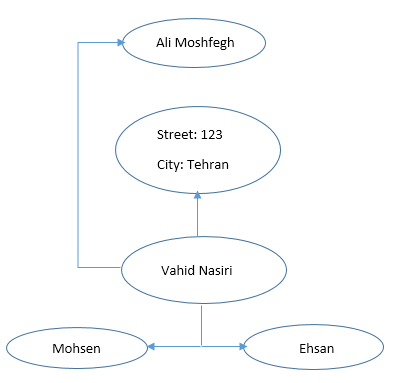 Ali Moshfegh
Street: 123
City: Tehran
Vahid Nasiri
Mohsen
Ehsan